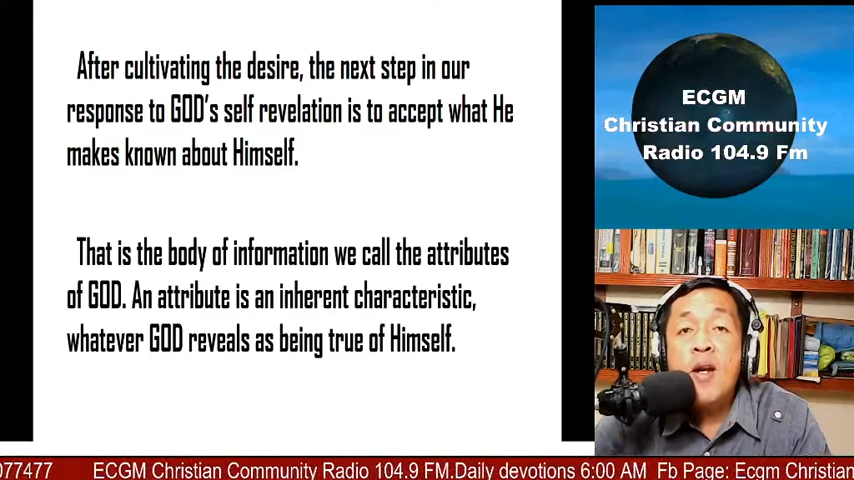 After cultivating the desire, the next step in our
response to GOD's self revelation is to accept what He
makes known about Himself.
That is the body of information we call the attributes
of GOD. An attribute is an inherent characteristic,
whatever GOD reveals as being true of Himself.
ECGM
Christian Community
Radio 104.9 Fm
077477 ECGM Christian Community Radio 104.9 FM.Daily devotions 6:00 AM Fb Page: Ecgm Christian